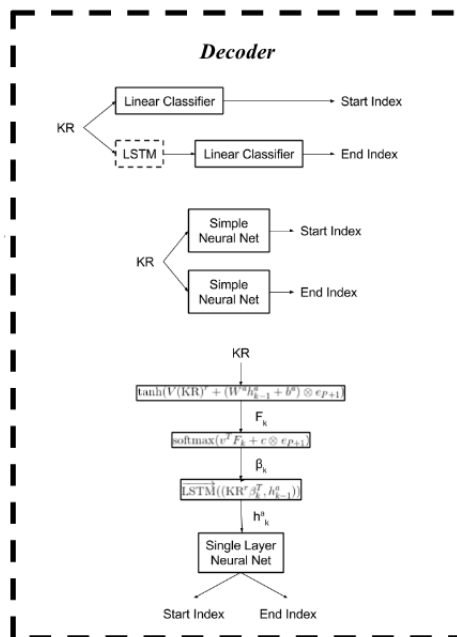 Decoder
Linear Classifier
Start Index
KR
LSTM
Linear Classifier
End Index
Simple
Neural Net
Start Index
KR
Simple
Neural Net
End Index
KR
tanh(V(KR)^r + (W^a h^a_{k-1} + b^a) ⊗ e_{P+1})
F_k
softmax(v^T F_k + c ⊗ e_{P+1})
β_k
\overrightarrow{LSTM}((KR^r β^T_k, h^a_{k-1}))
h^a_k
Single Layer
Neural Net
Start Index
End Index